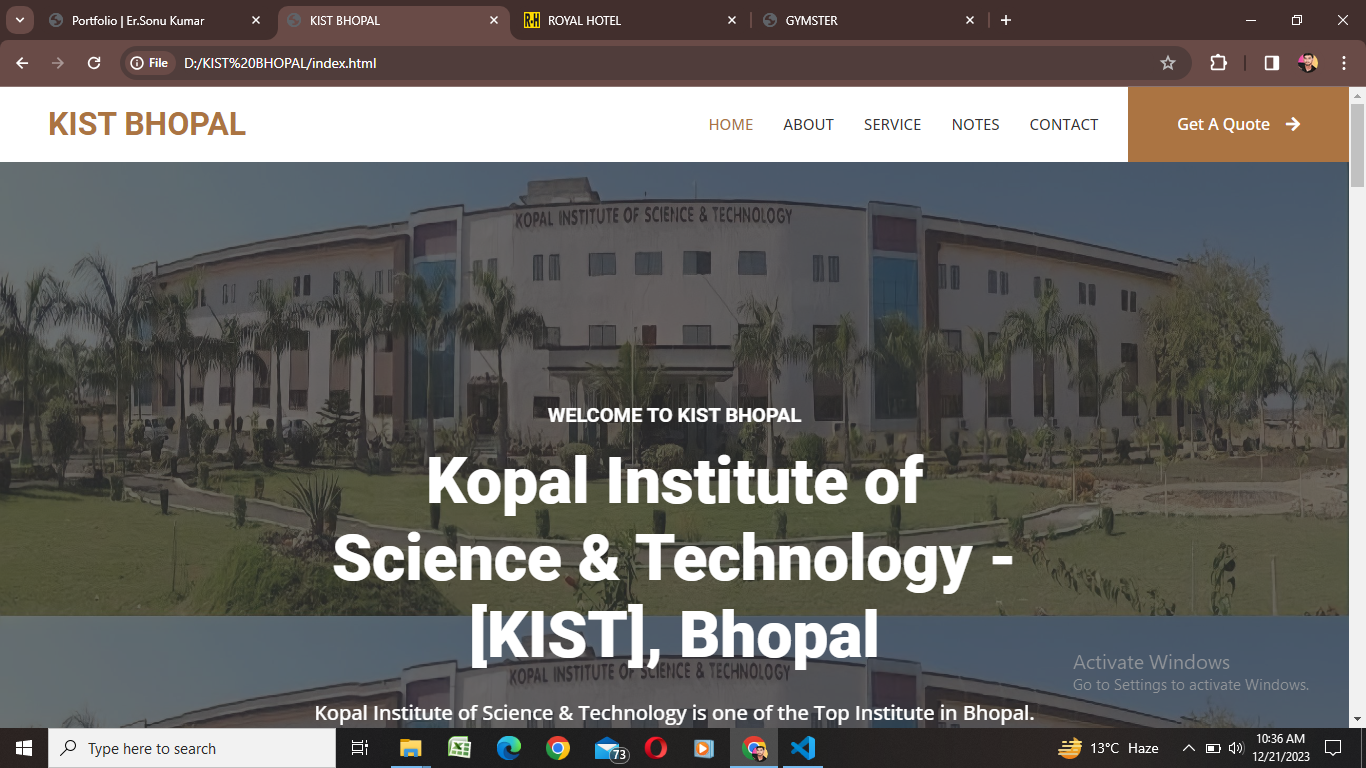 Portfolio | Er.Sonu Kumar
KIST BHOPAL
R-H ROYAL HOTEL
GYMSTER
File D:/KIST%20BHOPAL/index.html
KIST BHOPAL
HOME ABOUT SERVICE NOTES CONTACT
Get A Quote
KOPAL INSTITUTE OF SCIENCE & TECHNOLOGY
WELCOME TO KIST BHOPAL
Kopal Institute of
Science & Technology -
[KIST], Bhopal
KOPAL INSTITUTE OF SCIENCE & TECHNOLOGY
Kopal Institute of Science & Technology is one of the Top Institute in Bhopal.
Activate Windows
Go to Settings to activate Windows.
Type here to search
73
13°C Haze
10:36 AM
12/21/2023